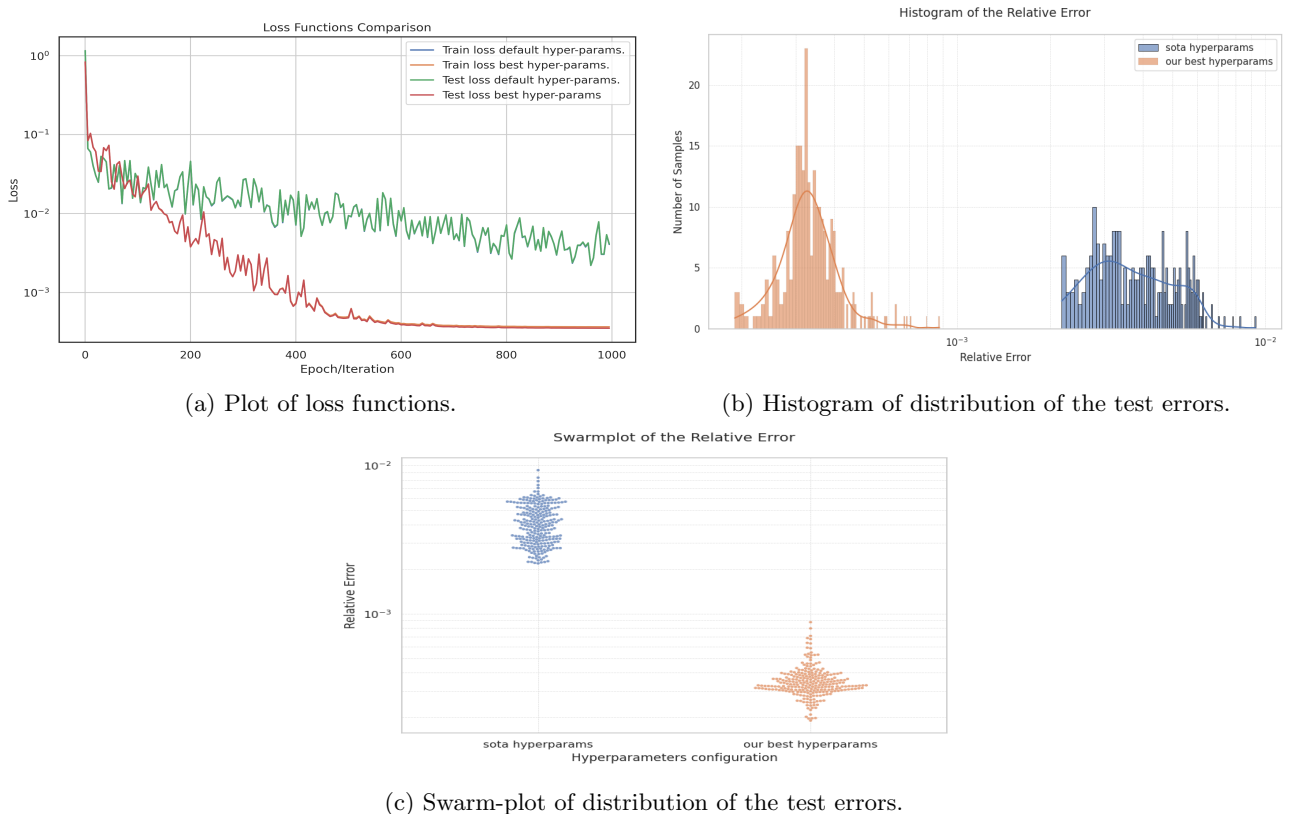 Loss Functions Comparison
10⁰
10⁻¹
10⁻²
10⁻³
Loss
Train loss default hyper-params.
Train loss best hyper-params.
Test loss default hyper-params.
Test loss best hyper-params
0
200
400
600
800
1000
Epoch/Iteration
(a) Plot of loss functions.
Histogram of the Relative Error
sota hyperparams
our best hyperparams
20
15
10
5
0
Number of Samples
10⁻³
10⁻²
Relative Error
(b) Histogram of distribution of the test errors.
Swarmplot of the Relative Error
10⁻²
10⁻³
Relative Error
sota hyperparams
our best hyperparams
Hyperparameters configuration
(c) Swarm-plot of distribution of the test errors.